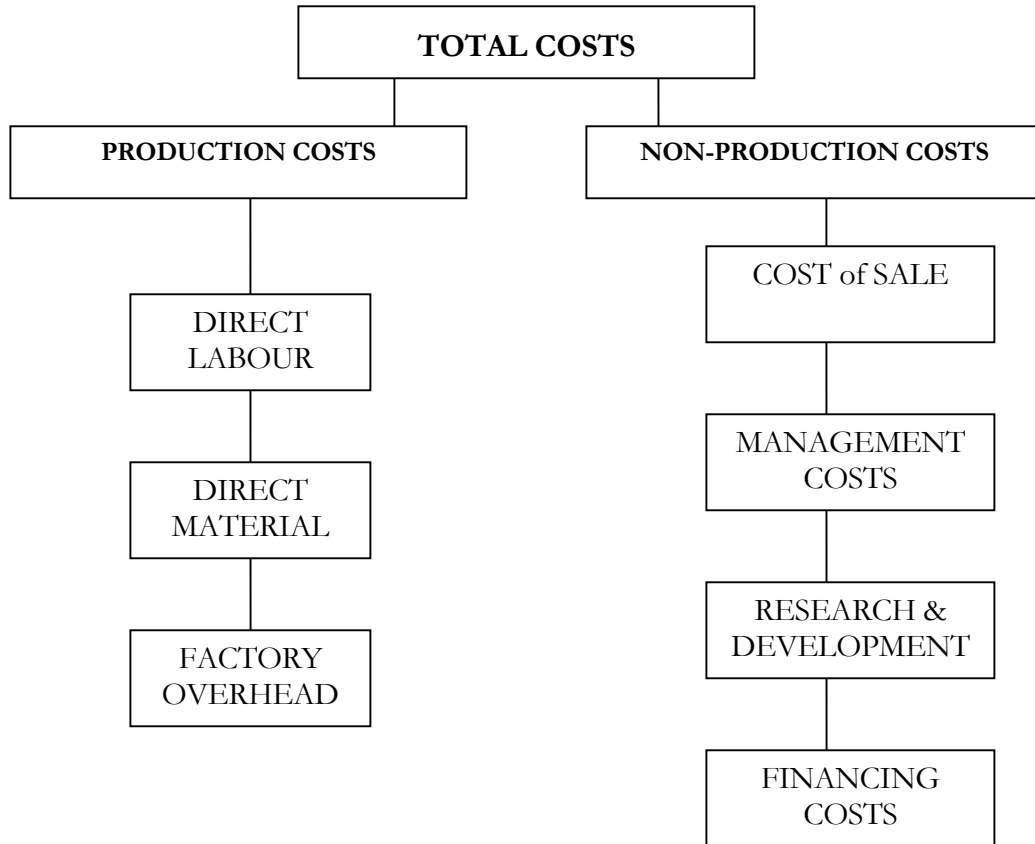 TOTAL COSTS
PRODUCTION COSTS
DIRECT
LABOUR
DIRECT
MATERIAL
FACTORY
OVERHEAD
NON-PRODUCTION COSTS
COST of SALE
MANAGEMENT
COSTS
RESEARCH &
DEVELOPMENT
FINANCING
COSTS